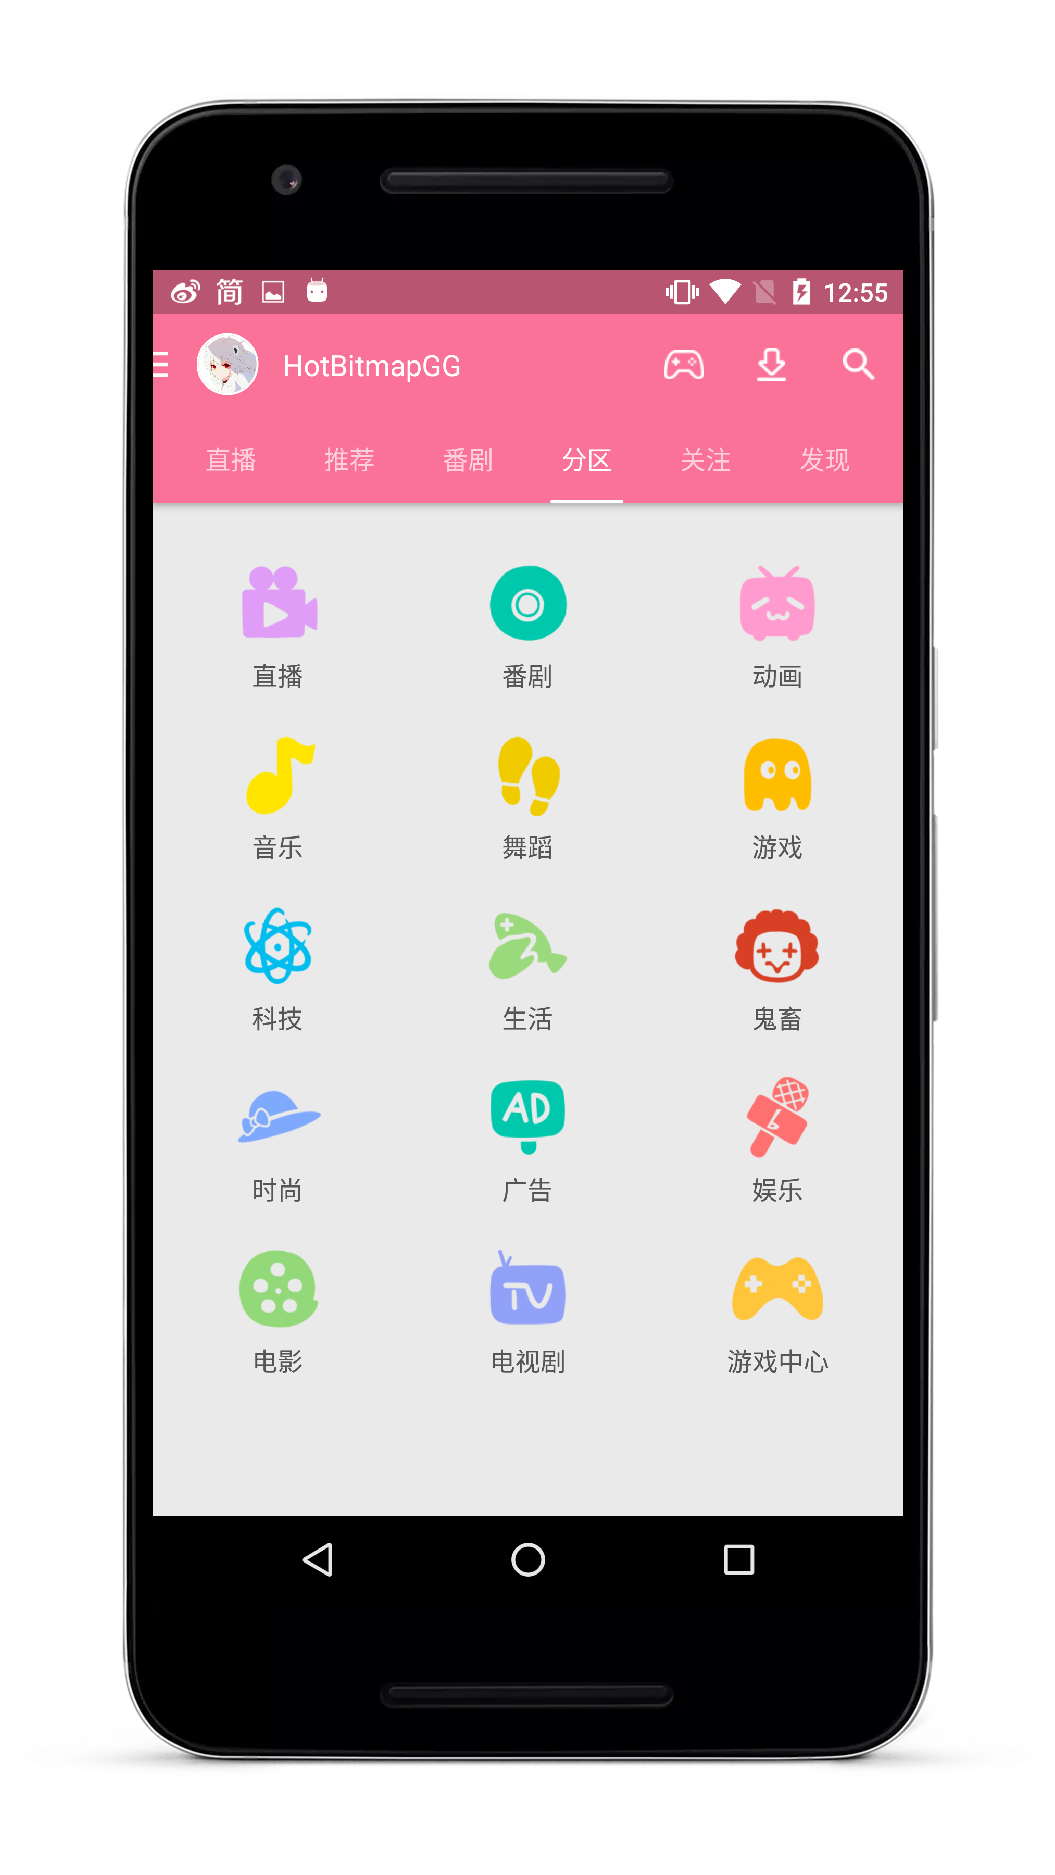 简 12:55
HotBitmapGG
直播 推荐 番剧 分区 关注 发现
直播 番剧 动画
音乐 舞蹈 游戏
科技 生活 鬼畜
AD
时尚 广告 娱乐
TV
电影 电视剧 游戏中心